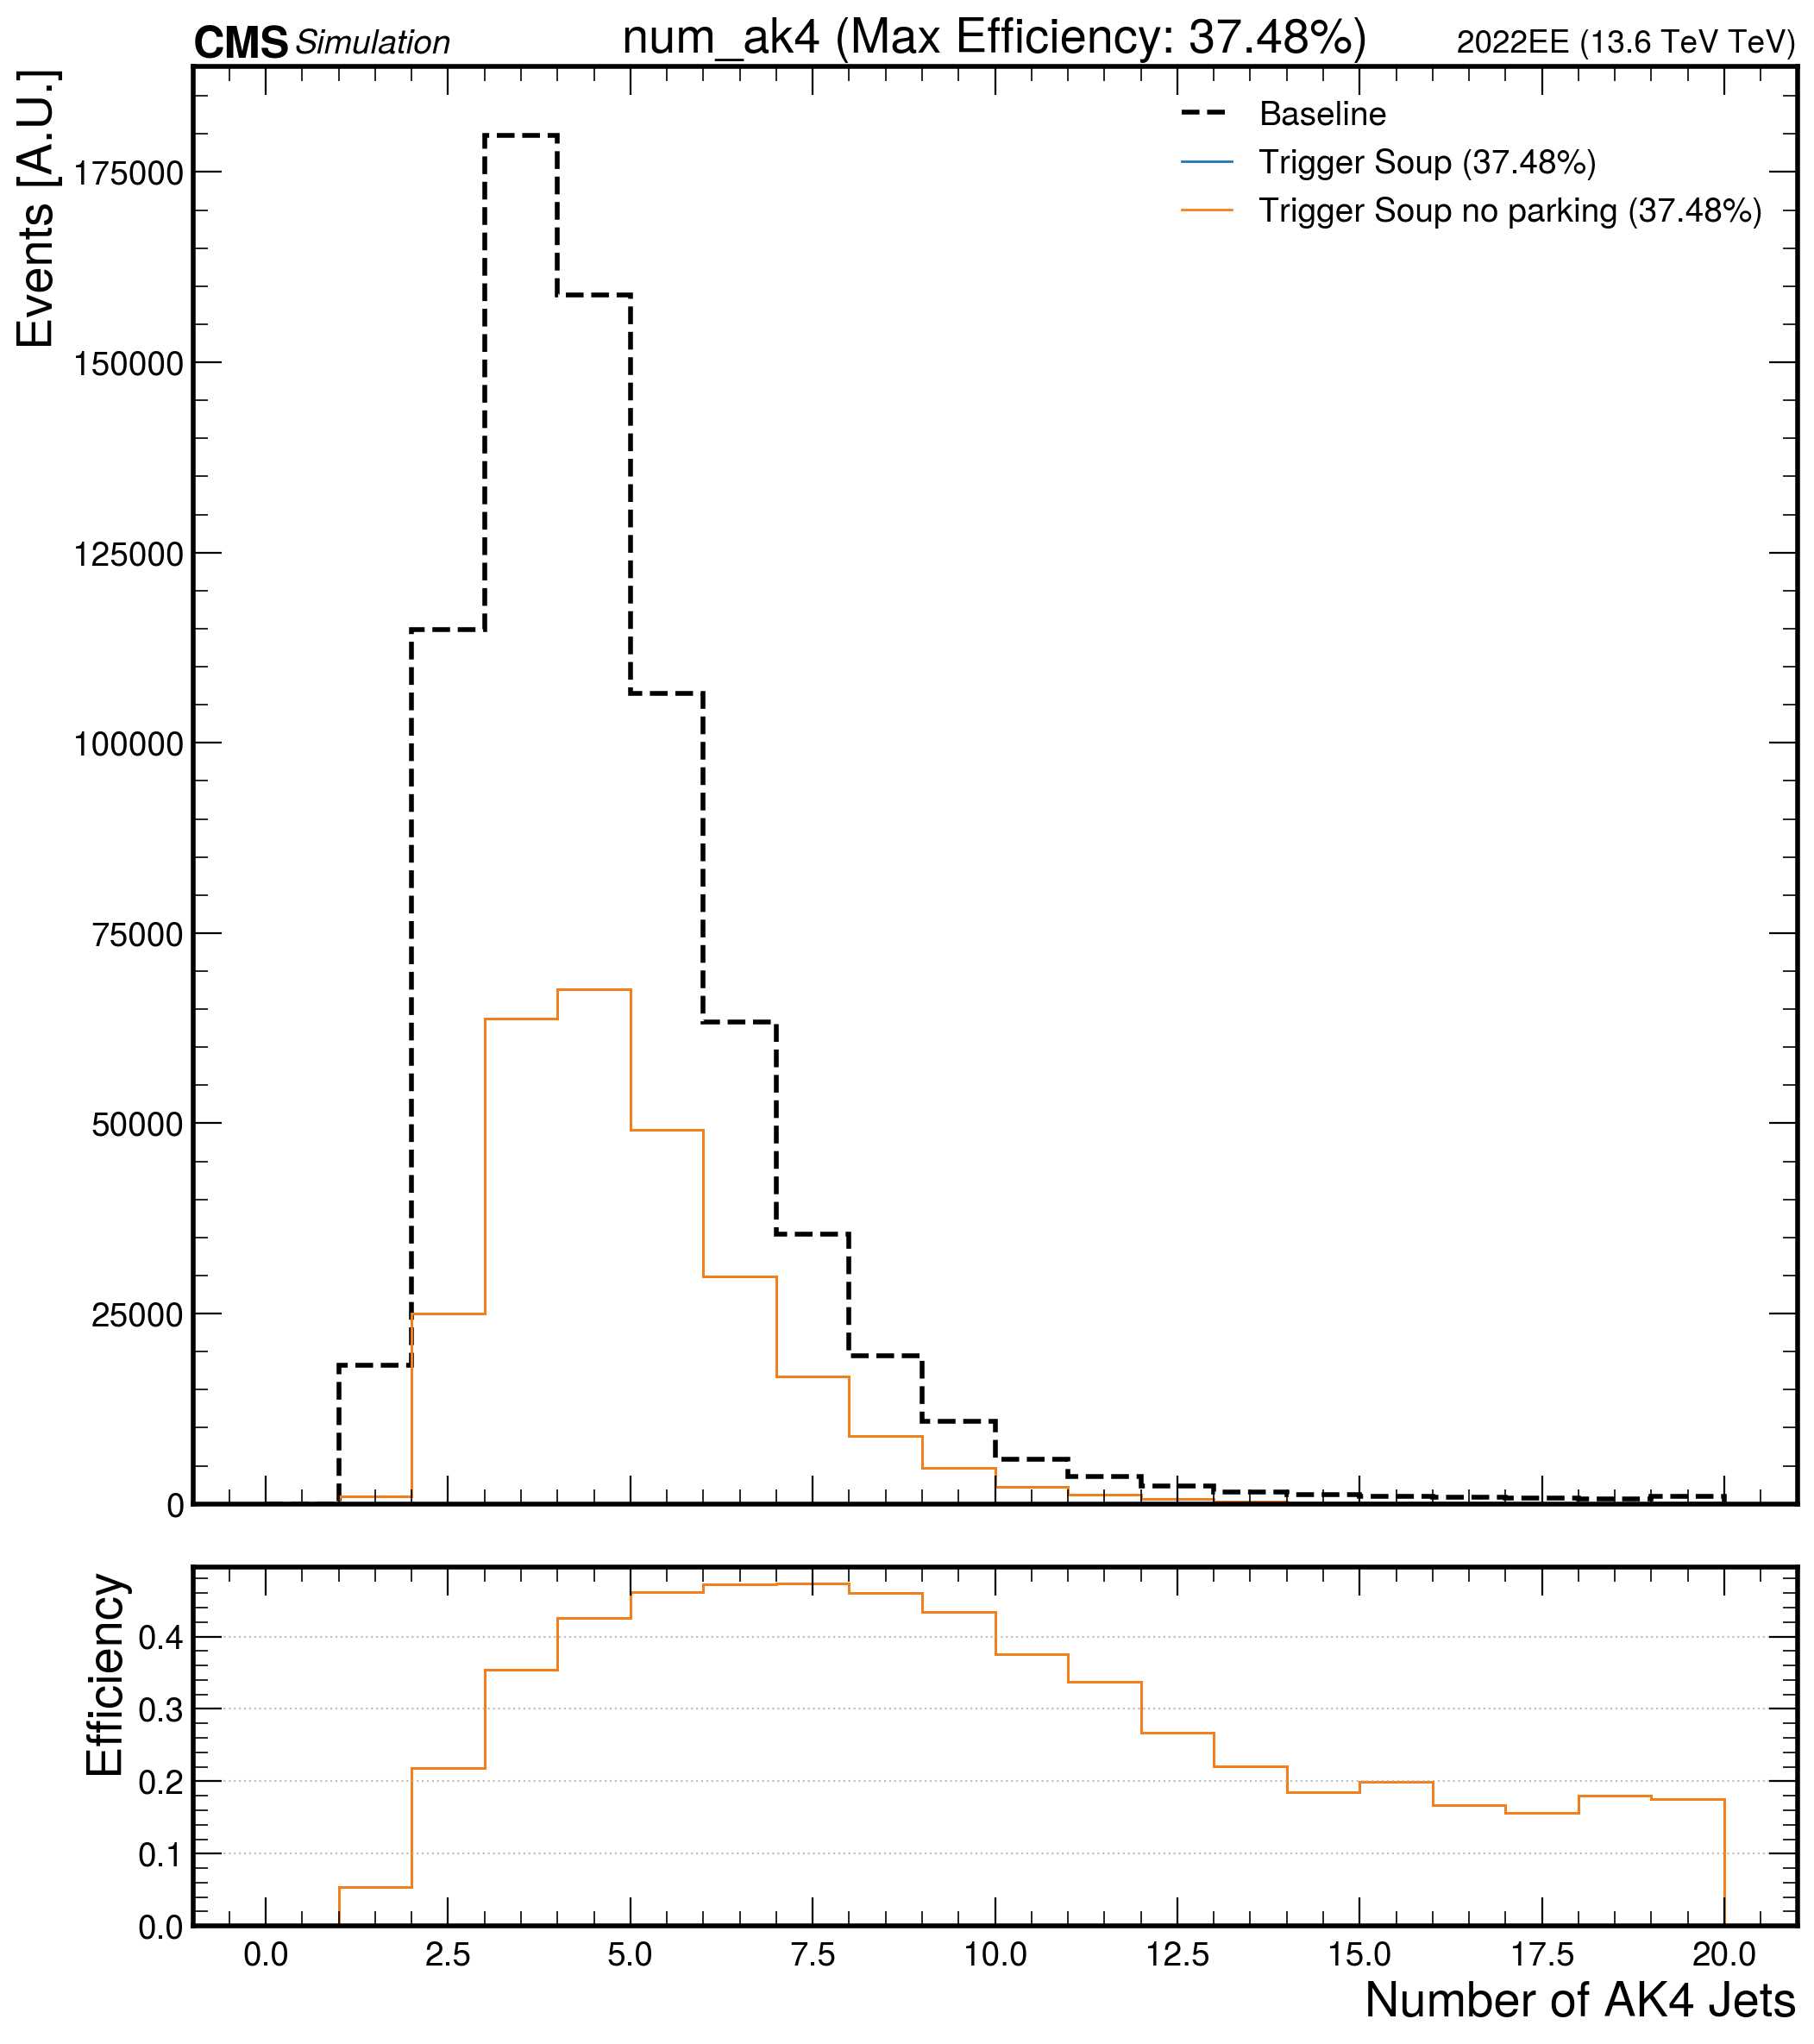 CMS Simulation
num_ak4 (Max Efficiency: 37.48%)
2022EE (13.6 TeV TeV)
Events [A.U.]
Baseline
Trigger Soup (37.48%)
Trigger Soup no parking (37.48%)
175000
150000
125000
100000
75000
50000
25000
0
Efficiency
0.4
0.3
0.2
0.1
0.0
0.0 2.5 5.0 7.5 10.0 12.5 15.0 17.5 20.0
Number of AK4 Jets